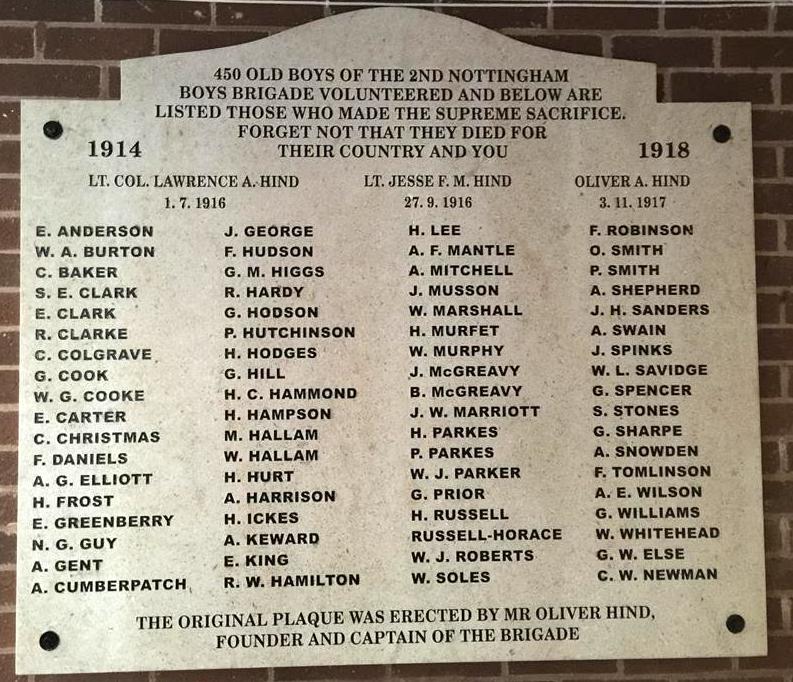 450 OLD BOYS OF THE 2ND NOTTINGHAM
BOYS BRIGADE VOLUNTEERED AND BELOW ARE
LISTED THOSE WHO MADE THE SUPREME SACRIFICE.
FORGET NOT THAT THEY DIED FOR
1914 THEIR COUNTRY AND YOU 1918
LT. COL. LAWRENCE A. HIND LT. JESSE F. M. HIND OLIVER A. HIND
1. 7. 1916 27. 9. 1916 3. 11. 1917
E. ANDERSON
W. A. BURTON
C. BAKER
S. E. CLARK
E. CLARK
R. CLARKE
C. COLGRAVE
G. COOK
W. G. COOKE
E. CARTER
C. CHRISTMAS
F. DANIELS
A. G. ELLIOTT
H. FROST
E. GREENBERRY
N. G. GUY
A. GENT
A. CUMBERPATCH
J. GEORGE
F. HUDSON
G. M. HIGGS
R. HARDY
G. HODSON
P. HUTCHINSON
H. HODGES
G. HILL
H. C. HAMMOND
H. HAMPSON
M. HALLAM
W. HALLAM
H. HURT
A. HARRISON
H. ICKES
A. KEWARD
E. KING
R. W. HAMILTON
H. LEE
A. F. MANTLE
A. MITCHELL
J. MUSSON
W. MARSHALL
H. MURFET
W. MURPHY
J. McGREAVY
B. McGREAVY
J. W. MARRIOTT
H. PARKES
P. PARKES
W. J. PARKER
G. PRIOR
H. RUSSELL
RUSSELL-HORACE
W. J. ROBERTS
W. SOLES
F. ROBINSON
O. SMITH
P. SMITH
A. SHEPHERD
J. H. SANDERS
A. SWAIN
J. SPINKS
W. L. SAVIDGE
G. SPENCER
S. STONES
G. SHARPE
A. SNOWDEN
F. TOMLINSON
A. E. WILSON
G. WILLIAMS
W. WHITEHEAD
G. W. ELSE
C. W. NEWMAN
THE ORIGINAL PLAQUE WAS ERECTED BY MR OLIVER HIND,
FOUNDER AND CAPTAIN OF THE BRIGADE